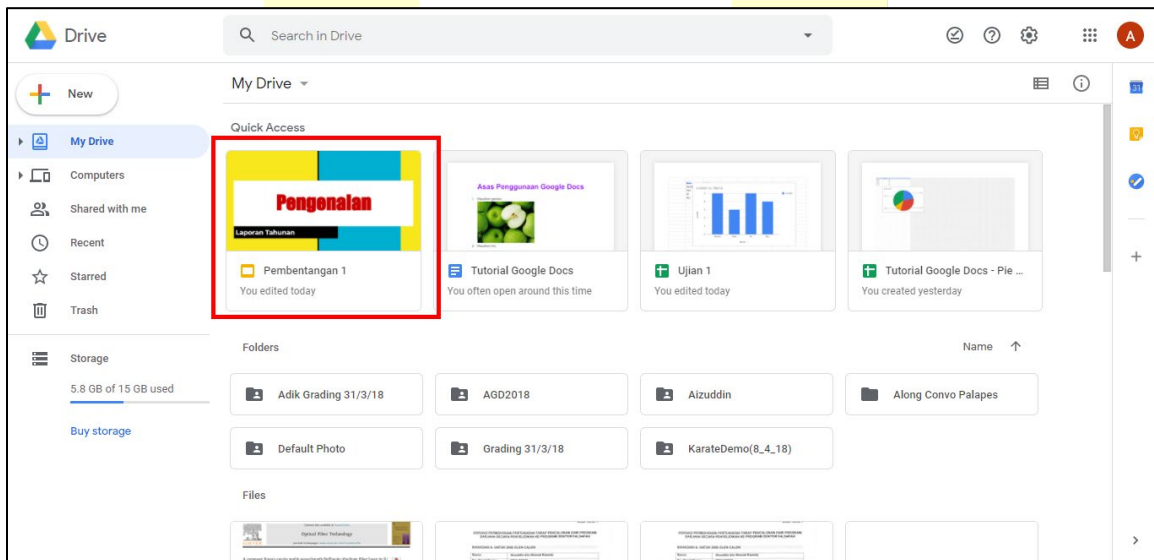 Drive
Search in Drive
A
New
My Drive
My Drive
Computers
Shared with me
Recent
Starred
Trash
Storage
5.8 GB of 15 GB used
Buy storage
Quick Access
Pengenalan
Laporan Tahunan
Pembentangan 1
You edited today
Asas Penggunaan Google Docs
Tutorial Google Docs
You often open around this time
Ujian 1
You edited today
Tutorial Google Docs - Pie ...
You created yesterday
31
Folders
Name
Adik Grading 31/3/18
AGD2018
Aizuddin
Along Convo Palapes
Default Photo
Grading 31/3/18
KarateDemo(8_4_18)
Files
Optical Fiber Technology